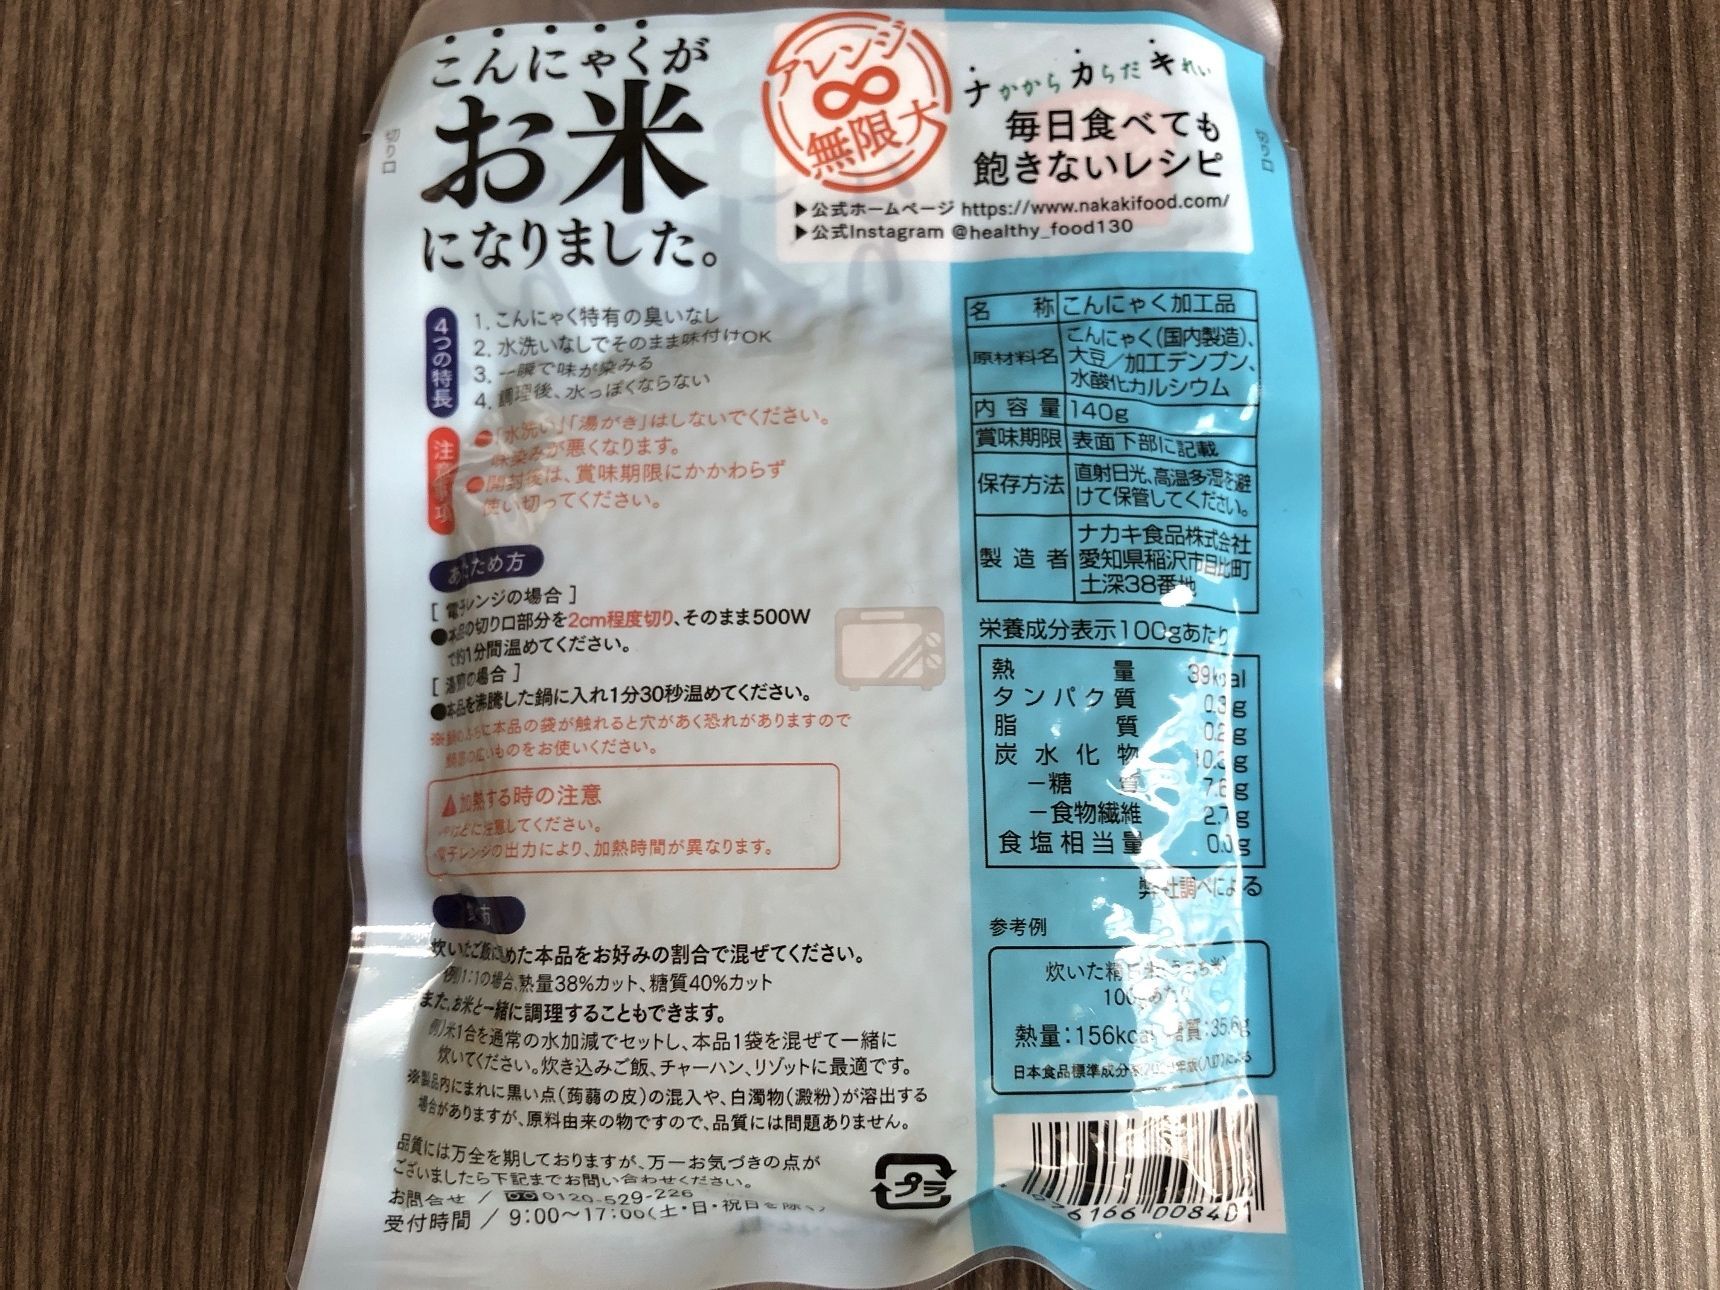 こんにゃくが
お米
になりました。
アレンジ
∞
無限大
ナかから カらだ キれい
毎日食べても
飽きないレシピ
▶公式ホームページ https://www.nakakifood.com/
▶公式Instagram @healthy_food130
切り口
切り口
4つの特長
1. こんにゃく特有の臭いなし
2. 水洗いなしでそのまま味付けOK
3. 一瞬で味が染みる
4. 調理後、水っぽくならない
注意事項
●「水洗い」「湯がき」はしないでください。
味染みが悪くなります。
●開封後は、賞味期限にかかわらず
使い切ってください。
あたため方
[ 電子レンジの場合 ]
●本品の切り口部分を2cm程度切り、そのまま500W
で約1分間温めてください。
[ 湯煎の場合 ]
●本品を沸騰した鍋に入れ1分30秒温めてください。
※鍋のふちに本品の袋が触れると穴があく恐れがありますので
ものをお使いください。
▲加熱する時の注意
やけどに注意してください。
電子レンジの出力により、加熱時間が異なります。
炊いたご飯に温めた本品をお好みの割合で混ぜてください。
例)1:1の場合、熱量38%カット、糖質40%カット
また、お米と一緒に調理することもできます。
例)米1合を通常の水加減でセットし、本品1袋を混ぜて一緒に
炊いてください。炊き込みご飯、チャーハン、リゾットに最適です。
※製品内にまれに黒い点(蒟蒻の皮)の混入や、白濁物(澱粉)が溶出する
場合がありますが、原料由来の物ですので、品質には問題ありません。
品質には万全を期しておりますが、万一お気づきの点が
ございましたら下記までお問い合わせください。
お問合せ / 0120-529-226
受付時間 / 9:00〜17:00(土・日・祝日を除く)
プラ
名称 こんにゃく加工品
原材料名 こんにゃく(国内製造)、
大豆/加工デンプン、
水酸化カルシウム
内容量 140g
賞味期限 表面下部に記載
保存方法 直射日光、高温多湿を避
けて保管してください。
製造者 ナカキ食品株式会社
愛知県稲沢市目比町
土深38番地
栄養成分表示100gあたり
熱量 39kcal
タンパク質 0.3g
脂質 0.2g
炭水化物 10.3g
－糖質 7.6g
－食物繊維 2.7g
食塩相当量 g
弊社調べによる
参考例
炊いた精白米(うるち米)
100gあたり
熱量:156kcal 糖質:35.6g
日本食品標準成分表 年版(八訂)による
6166 008401